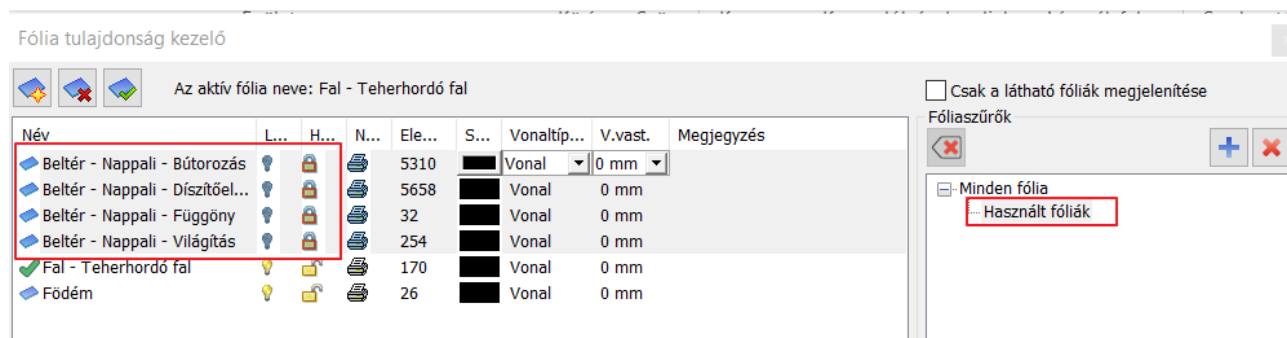 Fólia tulajdonság kezelő
Az aktív fólia neve: Fal - Teherhordó fal
Csak a látható fóliák megjelenítése
Fóliaszűrők
Név L... H... N... Ele... S... Vonaltíp... V.vast. Megjegyzés
Beltér - Nappali - Bútorozás 5310 Vonal 0 mm
Beltér - Nappali - Díszítőel... 5658 Vonal 0 mm
Beltér - Nappali - Függöny 32 Vonal 0 mm
Beltér - Nappali - Világítás 254 Vonal 0 mm
Fal - Teherhordó fal 170 Vonal 0 mm
Födém 26 Vonal 0 mm
Minden fólia
Használt fóliák